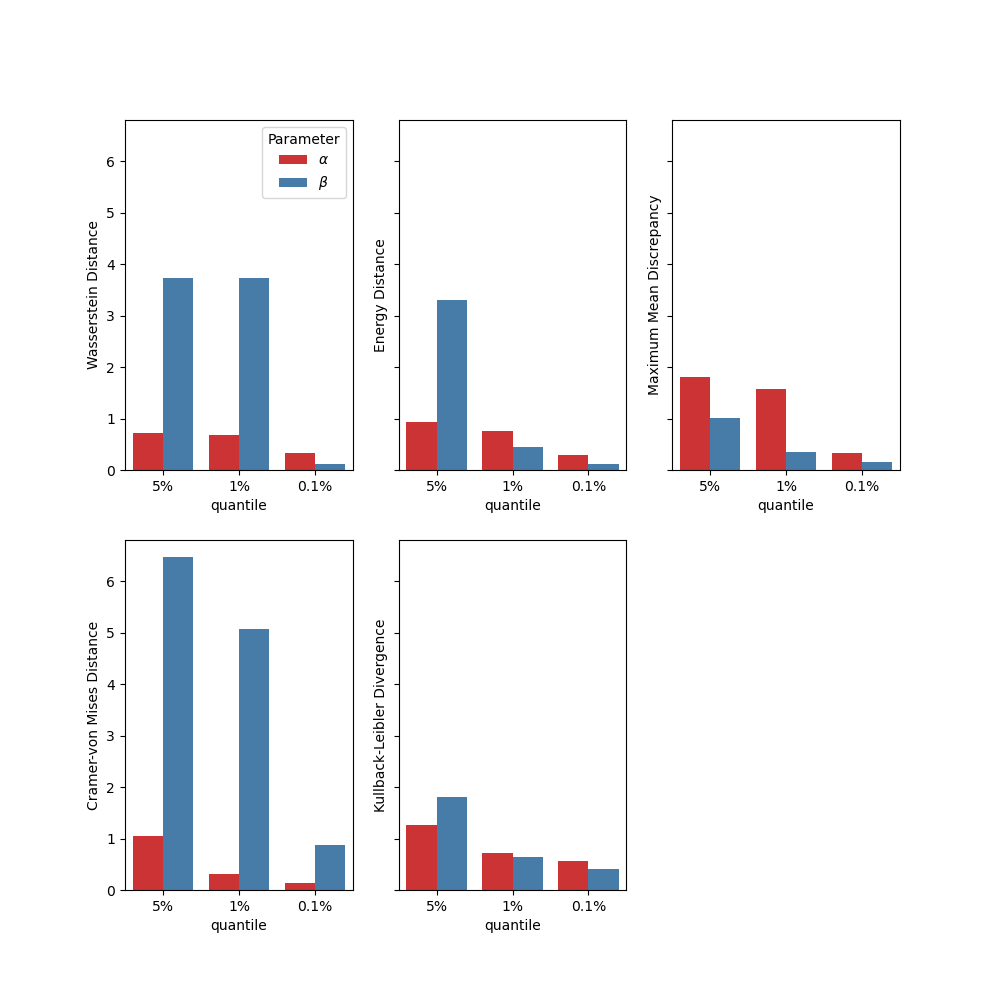 Wasserstein Distance
6
5
4
3
2
1
0
Parameter
α
β
5% 1% 0.1%
quantile
Energy Distance
5% 1% 0.1%
quantile
Maximum Mean Discrepancy
5% 1% 0.1%
quantile
Cramer-von Mises Distance
6
5
4
3
2
1
0
5% 1% 0.1%
quantile
Kullback-Leibler Divergence
5% 1% 0.1%
quantile